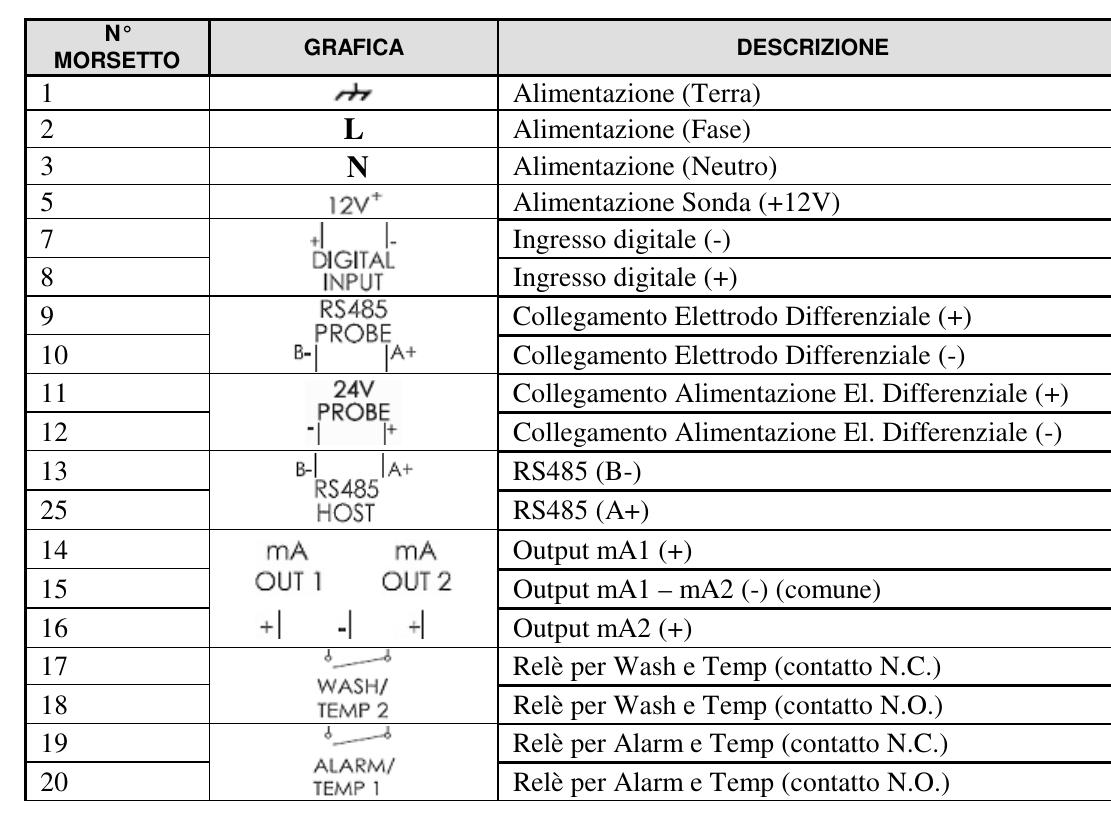 N° MORSETTO GRAFICA DESCRIZIONE
1 Alimentazione (Terra)
2 L Alimentazione (Fase)
3 N Alimentazione (Neutro)
5 12V+ Alimentazione Sonda (+12V)
7 Ingresso digitale (-)
+ -
DIGITAL
INPUT
8 Ingresso digitale (+)
9 Collegamento Elettrodo Differenziale (+)
RS485
PROBE
B- A+
10 Collegamento Elettrodo Differenziale (-)
11 Collegamento Alimentazione El. Differenziale (+)
24V
PROBE
- +
12 Collegamento Alimentazione El. Differenziale (-)
13 RS485 (B-)
B- A+
RS485
HOST
25 RS485 (A+)
14 Output mA1 (+)
mA mA
OUT 1 OUT 2
+ - +
15 Output mA1 – mA2 (-) (comune)
16 Output mA2 (+)
17 Relè per Wash e Temp (contatto N.C.)
WASH/
TEMP 2
18 Relè per Wash e Temp (contatto N.O.)
19 Relè per Alarm e Temp (contatto N.C.)
ALARM/
TEMP 1
20 Relè per Alarm e Temp (contatto N.O.)